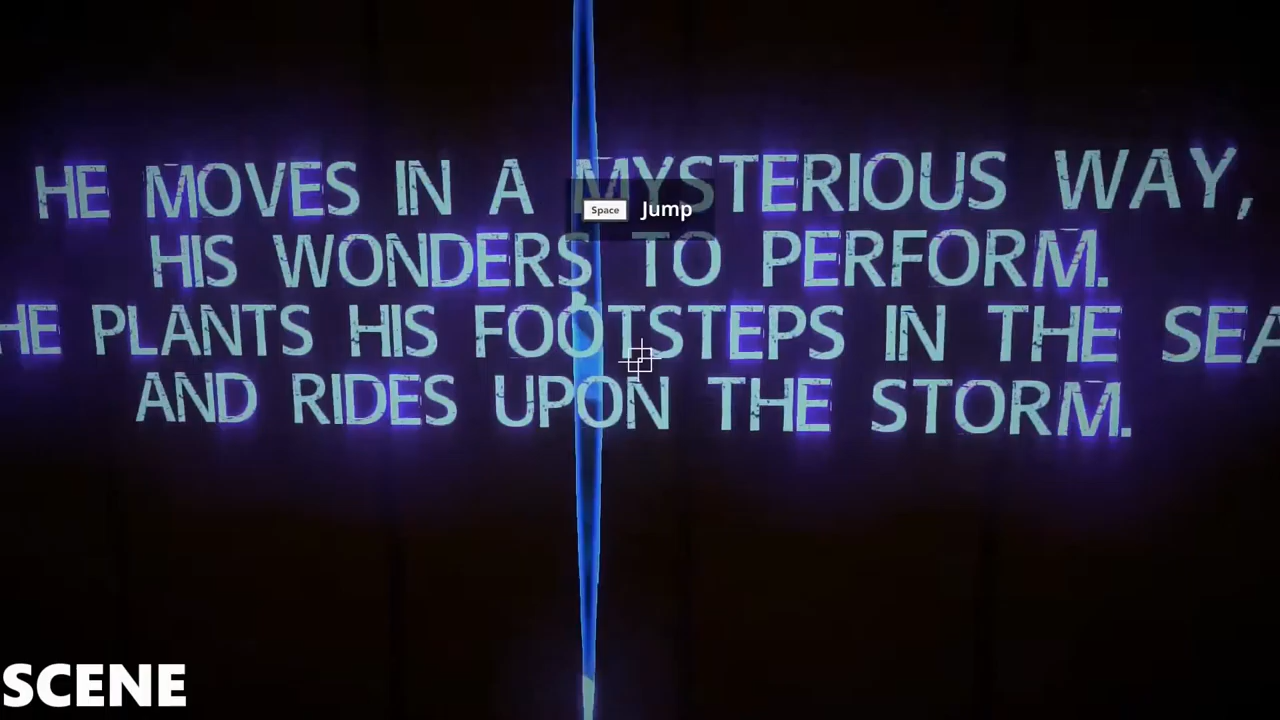 HE MOVES IN A MYSTERIOUS WAY,
Space Jump
HIS WONDERS TO PERFORM.
HE PLANTS HIS FOOTSTEPS IN THE SEA
AND RIDES UPON THE STORM.
SCENE